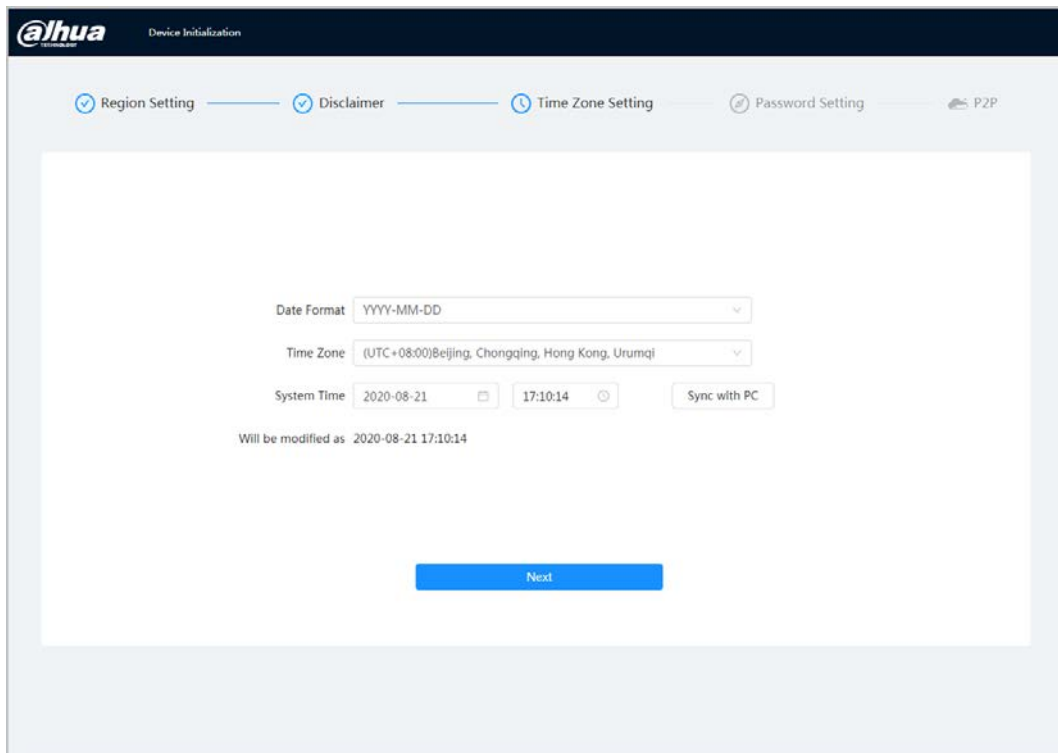 alhua
TECHNOLOGY
Device Initialization
Region Setting
Disclaimer
Time Zone Setting
Password Setting
P2P
Date Format YYYY-MM-DD
Time Zone (UTC+08:00)Beijing, Chongqing, Hong Kong, Urumqi
System Time 2020-08-21 17:10:14 Sync with PC
Will be modified as 2020-08-21 17:10:14
Next